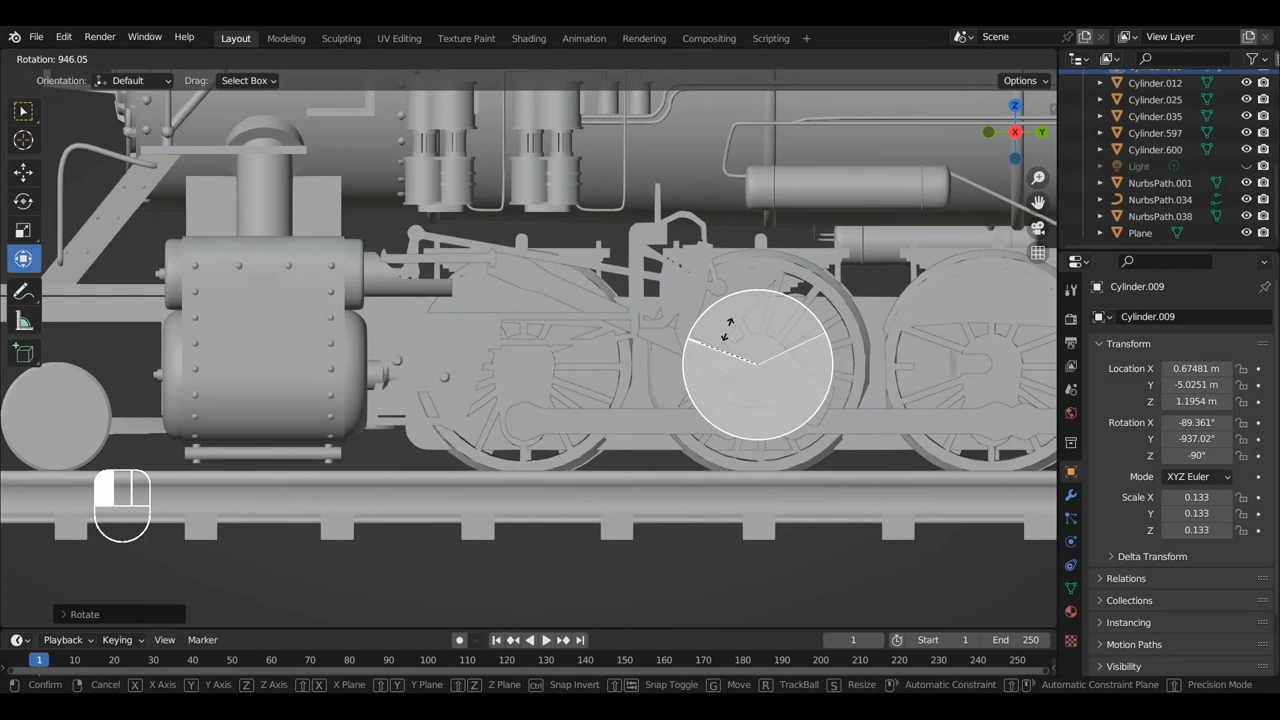 File Edit Render Window Help Layout Modeling Sculpting UV Editing Texture Paint Shading Animation Rendering Compositing Scripting + Scene View Layer
Rotation: 946.05
Orientation: Default Drag: Select Box Options
Z
X Y
Cylinder.012
Cylinder.025
Cylinder.035
Cylinder.597
Cylinder.600
Light
NurbsPath.001
NurbsPath.034
NurbsPath.038
Plane
Cylinder.009
Cylinder.009
Transform
Location X 0.67481 m
Y -5.0251 m
Z 1.1954 m
Rotation X -89.361°
Y -937.02°
Z -90°
Mode XYZ Euler
Scale X 0.133
Y 0.133
Z 0.133
Delta Transform
Relations
Collections
Instancing
Motion Paths
Visibility
Rotate
Playback Keying View Marker 1 Start 1 End 250
1 10 20 30 40 50 60 70 80 90 100 110 120 130 140 150 160 170 180 190 200 210 220 230 240 250
Confirm Cancel X X Axis Y Y Axis Z Z Axis X X Plane Y Y Plane Z Z Plane Ctrl Snap Invert Snap Toggle G Move R TrackBall S Resize Automatic Constraint Automatic Constraint Plane Precision Mode